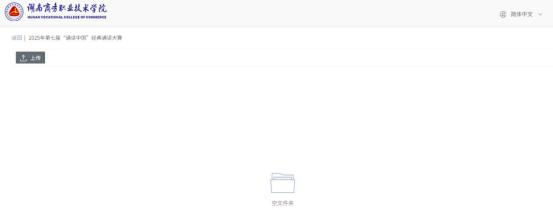 湖南商务职业技术学院
HUNAN VOCATIONAL COLLEGE OF COMMERCE
简体中文
返回 | 2025年第七届“诵读中国”经典诵读大赛
上传
空文件夹